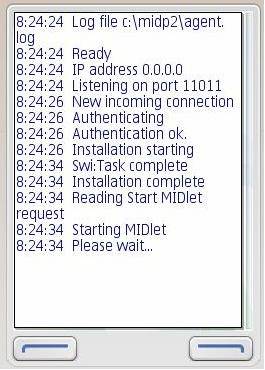 8:24:24 Log file c:\midp2\agent.
log
8:24:24 Ready
8:24:24 IP address 0.0.0.0
8:24:24 Listening on port 11011
8:24:26 New incoming connection
8:24:26 Authenticating
8:24:26 Authentication ok.
8:24:26 Installation starting
8:24:34 Swi:Task complete
8:24:34 Installation complete
8:24:34 Reading Start MIDlet
request
8:24:34 Starting MIDlet
8:24:34 Please wait...